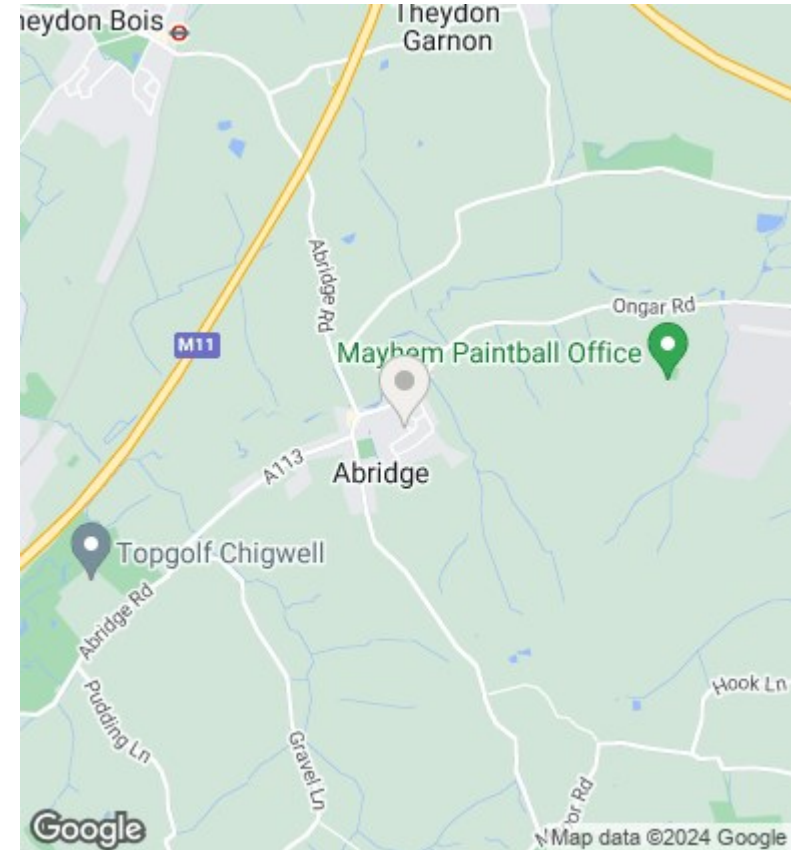 heydon Bois
Theydon
Garnon
Abridge Rd
Ongar Rd
M11
Mayhem Paintball Office
A113
Abridge
Topgolf Chigwell
Abridge Rd
Pudding Ln
Gravel Ln
Hook Ln
Rd
Google
Map data ©2024 Google